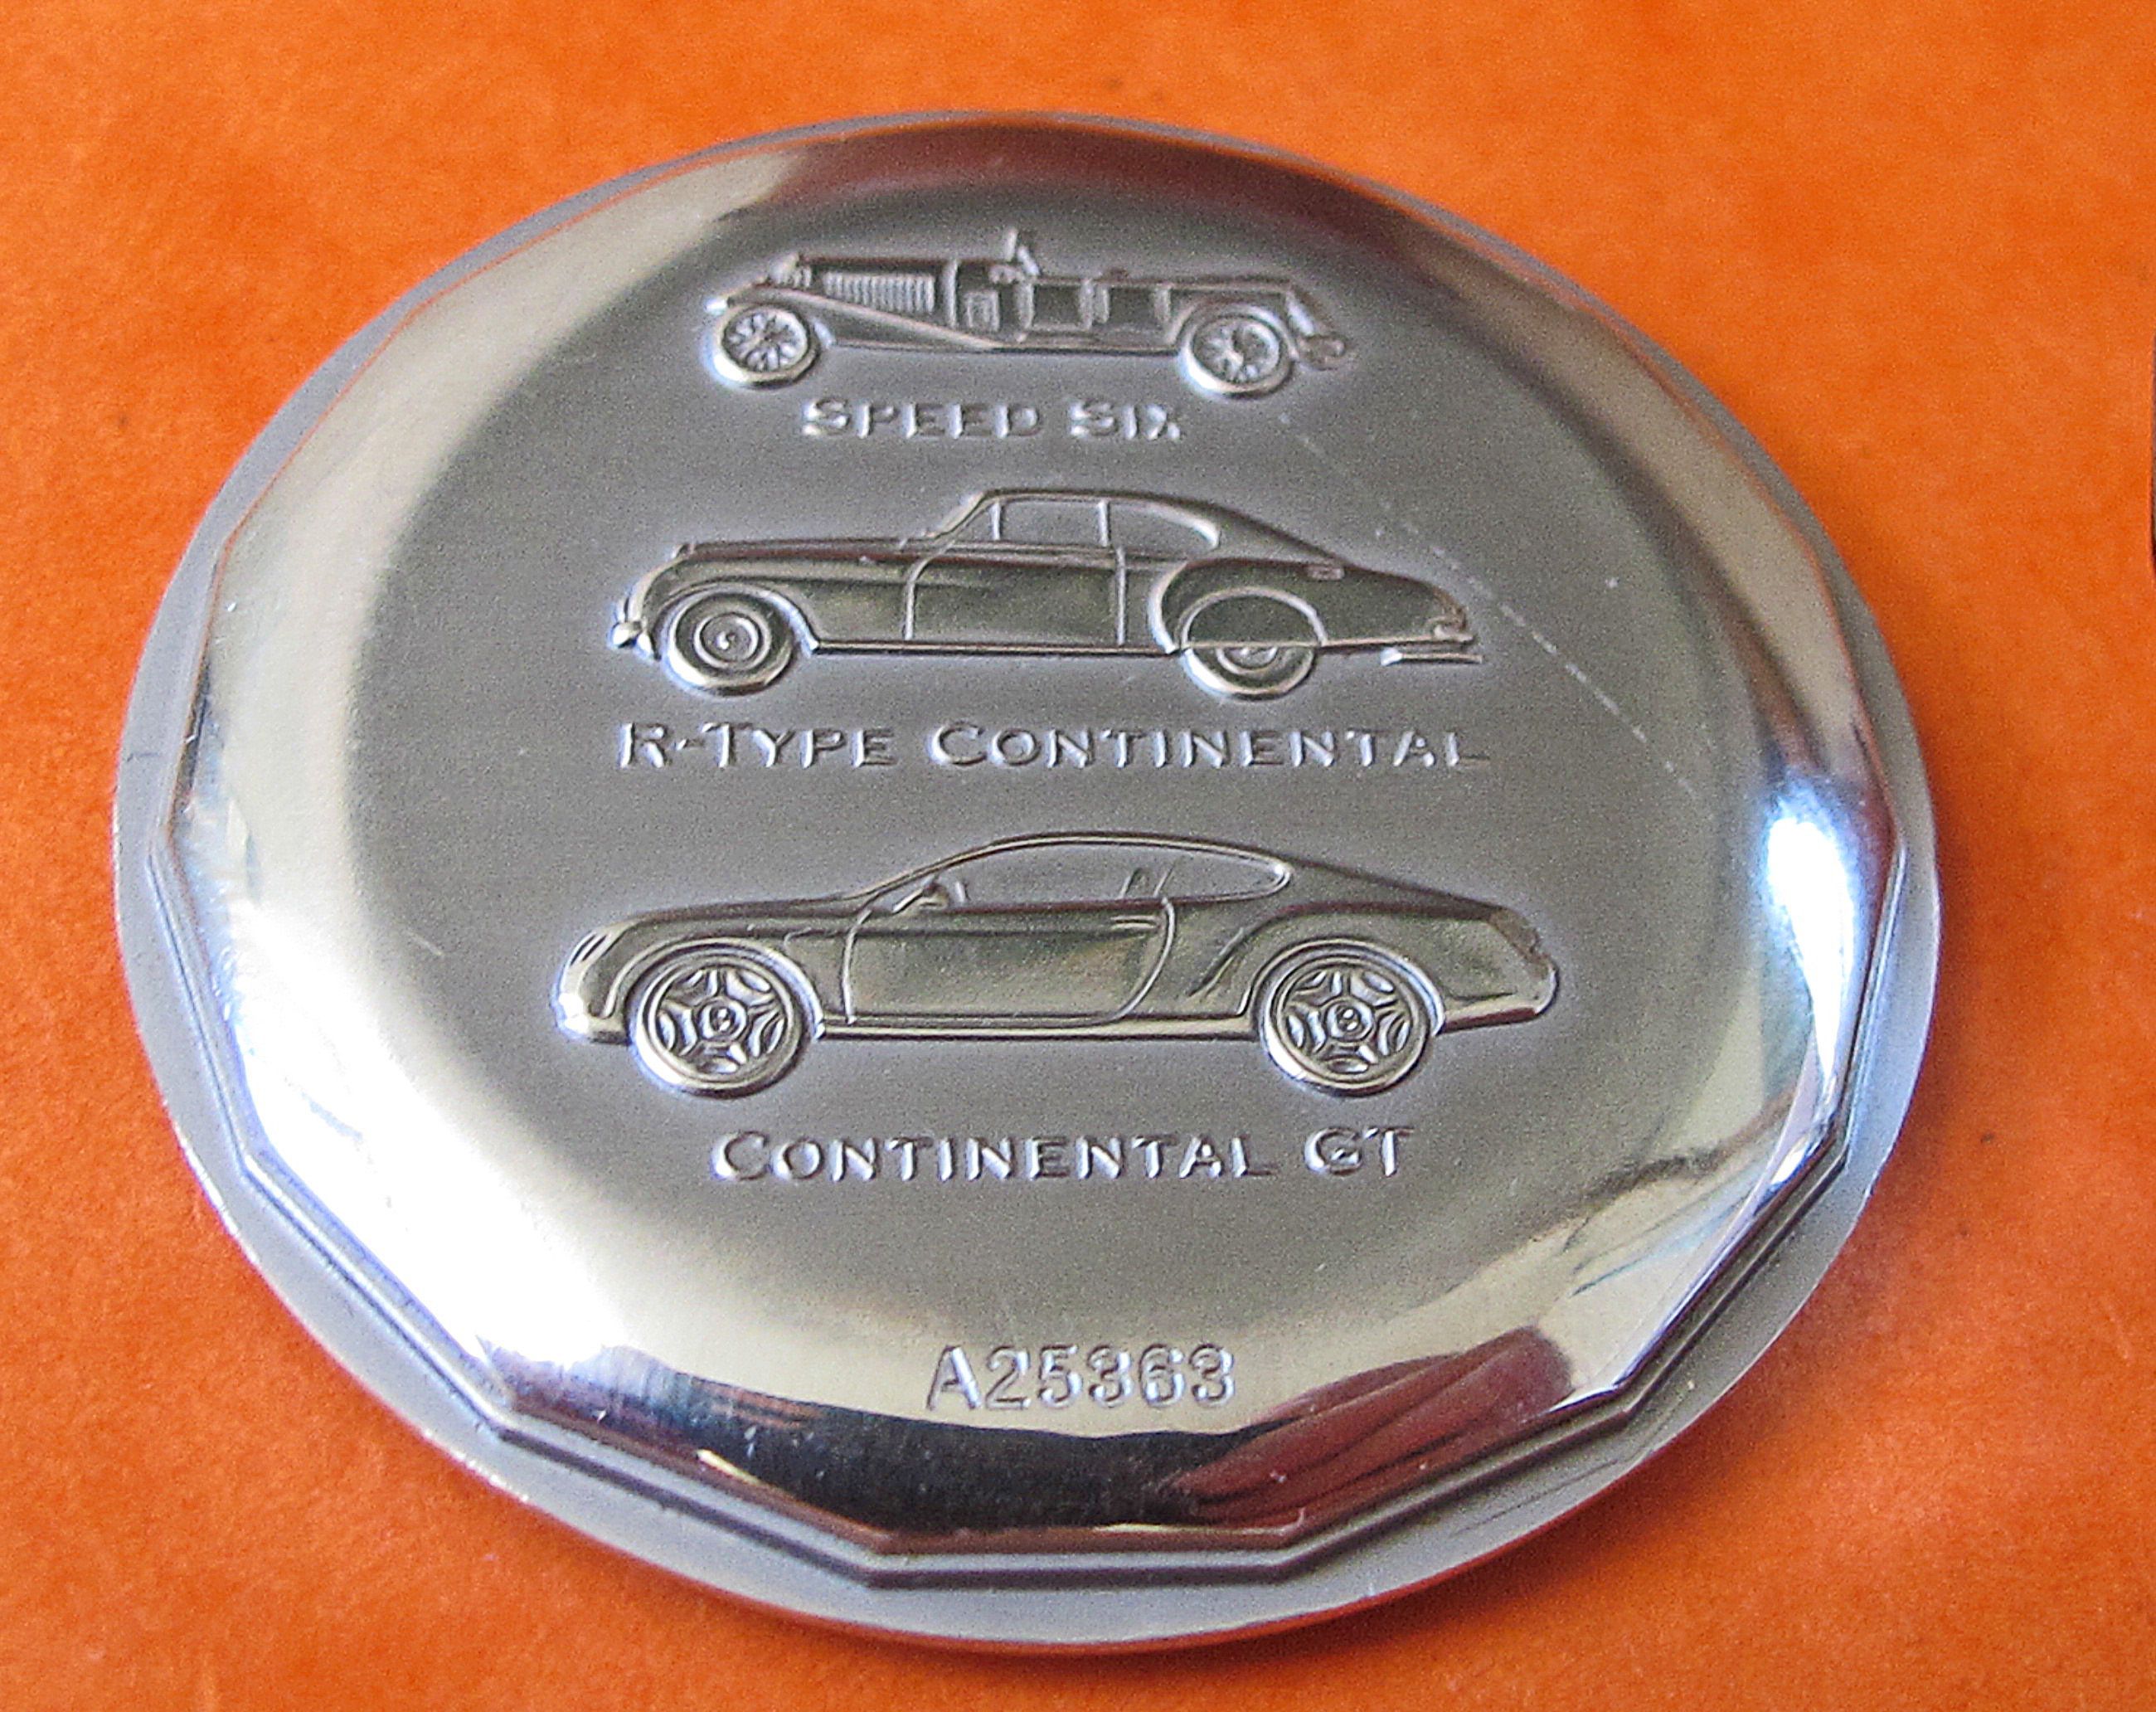 Speed Six
R-Type Continental
Continental GT
A25363